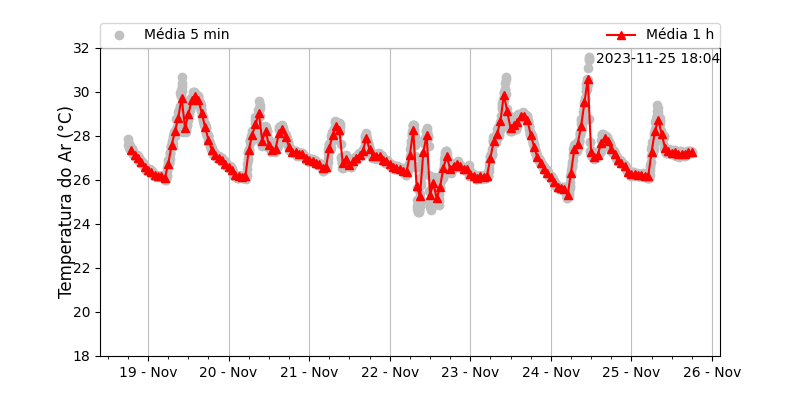 Média 5 min
Média 1 h
2023-11-25 18:04
Temperatura do Ar (°C)
32
30
28
26
24
22
20
18
19 - Nov
20 - Nov
21 - Nov
22 - Nov
23 - Nov
24 - Nov
25 - Nov
26 - Nov